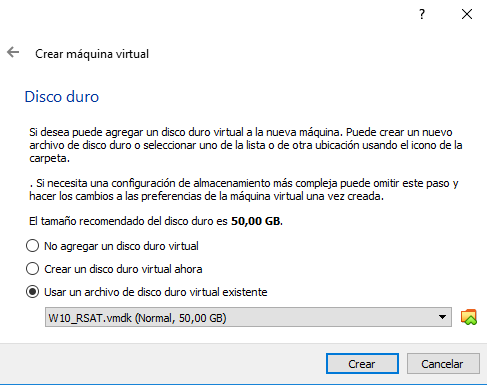 ?
Crear máquina virtual
Disco duro
Si desea puede agregar un disco duro virtual a la nueva máquina. Puede crear un nuevo
archivo de disco duro o seleccionar uno de la lista o de otra ubicación usando el icono de la
carpeta.
. Si necesita una configuración de almacenamiento más compleja puede omitir este paso y
hacer los cambios a las preferencias de la máquina virtual una vez creada.
El tamaño recomendado del disco duro es 50,00 GB.
No agregar un disco duro virtual
Crear un disco duro virtual ahora
Usar un archivo de disco duro virtual existente
W10_RSAT.vmdk (Normal, 50,00 GB)
Crear
Cancelar